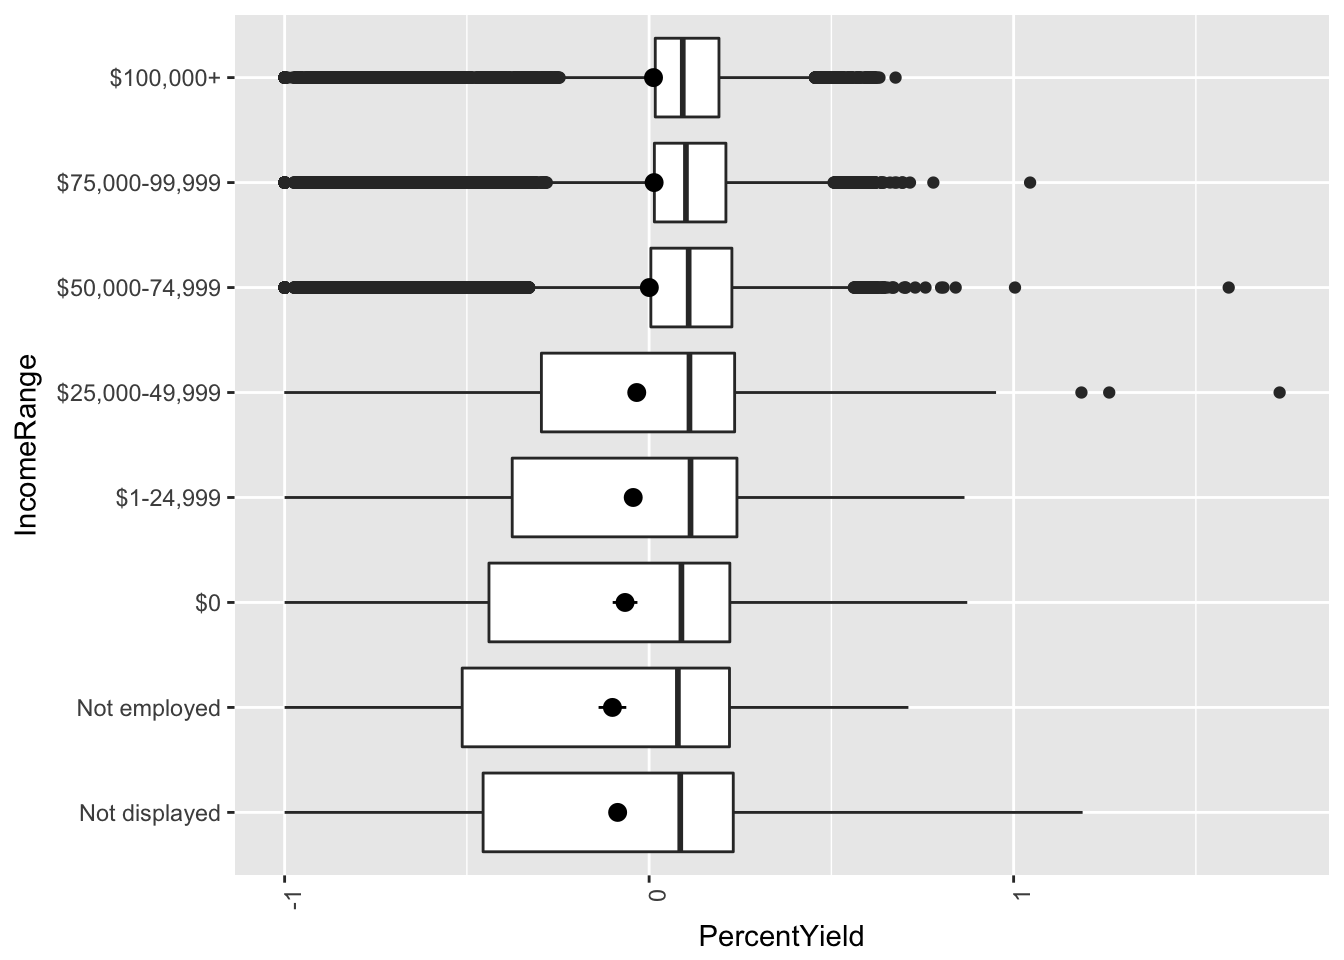 $100,000+
$75,000-99,999
$50,000-74,999
$25,000-49,999
$1-24,999
$0
Not employed
Not displayed
IncomeRange
-1
0
1
PercentYield